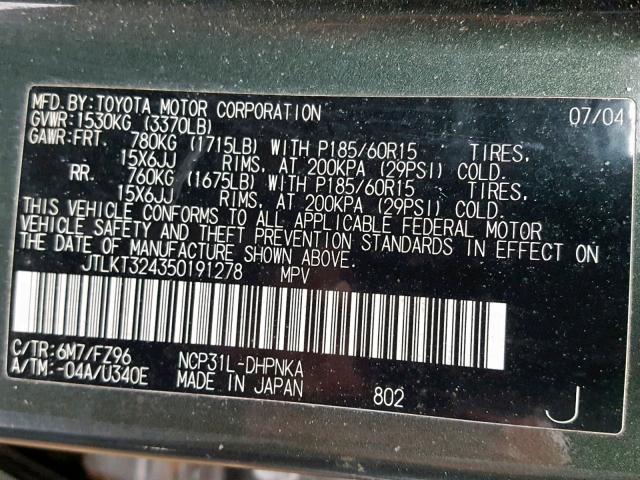 MFD.BY:TOYOTA MOTOR CORPORATION 07/04
GVWR:1530KG (3370LB)
GAWR:FRT. 780KG (1715LB) WITH P185/60R15 TIRES,
15X6JJ RIMS, AT 200KPA (29PSI) COLD.
RR. 760KG (1675LB) WITH P185/60R15 TIRES,
15X6JJ RIMS, AT 200KPA (29PSI) COLD.
THIS VEHICLE CONFORMS TO ALL APPLICABLE FEDERAL MOTOR
VEHICLE SAFETY AND THEFT PREVENTION STANDARDS IN EFFECT ON
THE DATE OF MANUFACTURE SHOWN ABOVE.
JTLKT324350191278 MPV
C/TR:6M7/FZ96 NCP31L-DHPNKA
A/TM:-04A/U340E MADE IN JAPAN 802 J